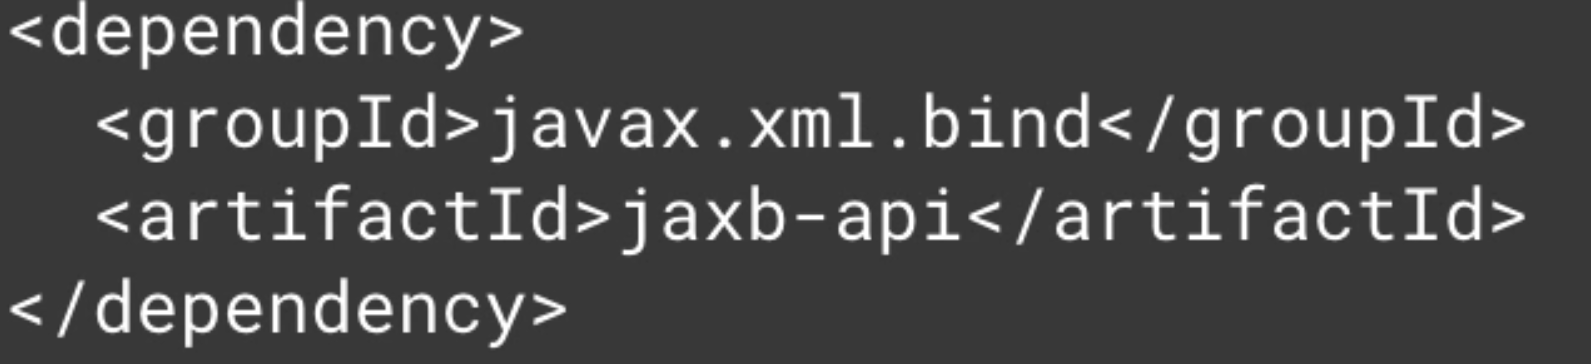 <dependency>
  <groupId>javax.xml.bind</groupId>
  <artifactId>jaxb-api</artifactId>
</dependency>